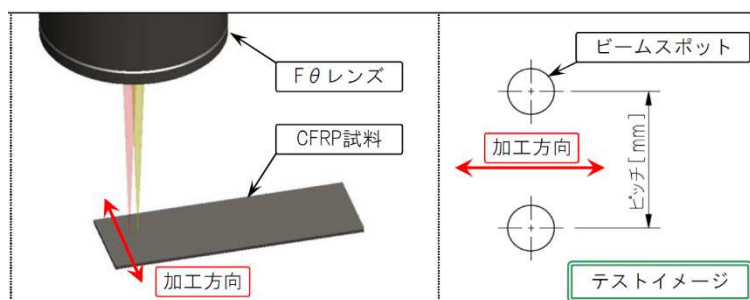 Fθレンズ
CFRP試料
加工方向
ビームスポット
加工方向
ピッチ[mm]
テストイメージ